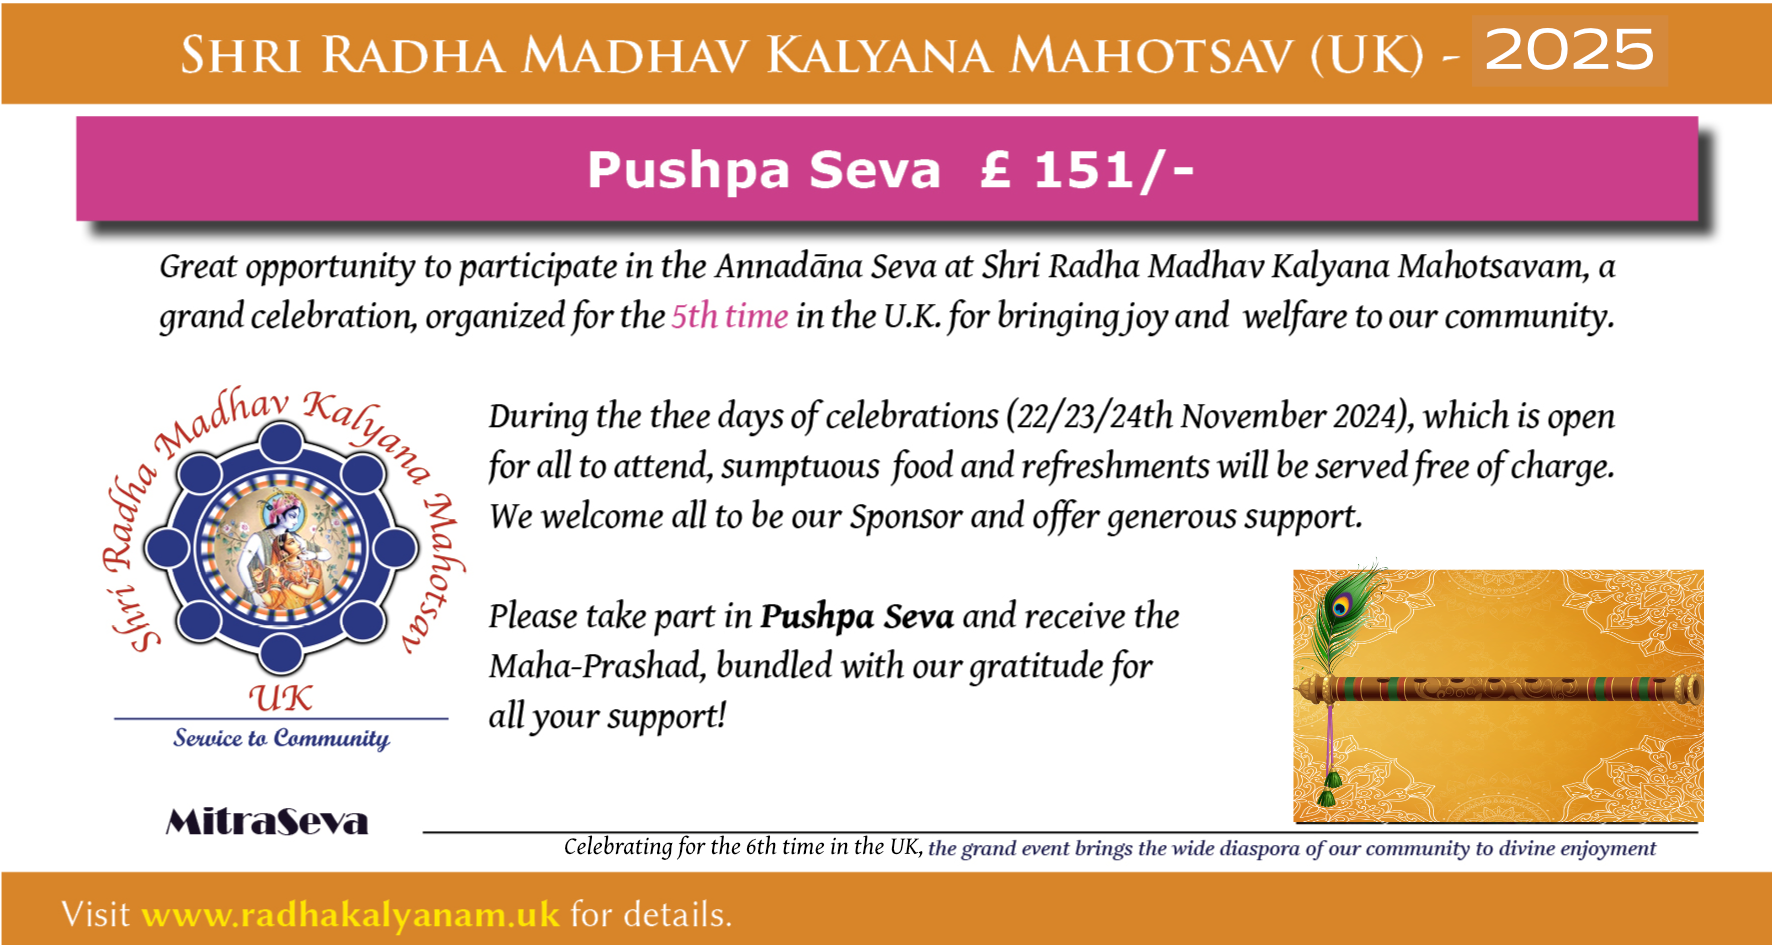 Shri Radha Madhav Kalyana Mahotsav (UK) - 2025
Pushpa Seva £ 151/-
Great opportunity to participate in the Annadāna Seva at Shri Radha Madhav Kalyana Mahotsavam, a
grand celebration, organized for the 5th time in the U.K. for bringing joy and welfare to our community.
During the thee days of celebrations (22/23/24th November 2024), which is open
for all to attend, sumptuous food and refreshments will be served free of charge.
We welcome all to be our Sponsor and offer generous support.
Shri Radha Madhav Kalyana Mahotsav
UK
Service to Community
Please take part in Pushpa Seva and receive the
Maha-Prashad, bundled with our gratitude for
all your support!
MitraSeva
Celebrating for the 6th time in the UK, the grand event brings the wide diaspora of our community to divine enjoyment
Visit www.radhakalyanam.uk for details.